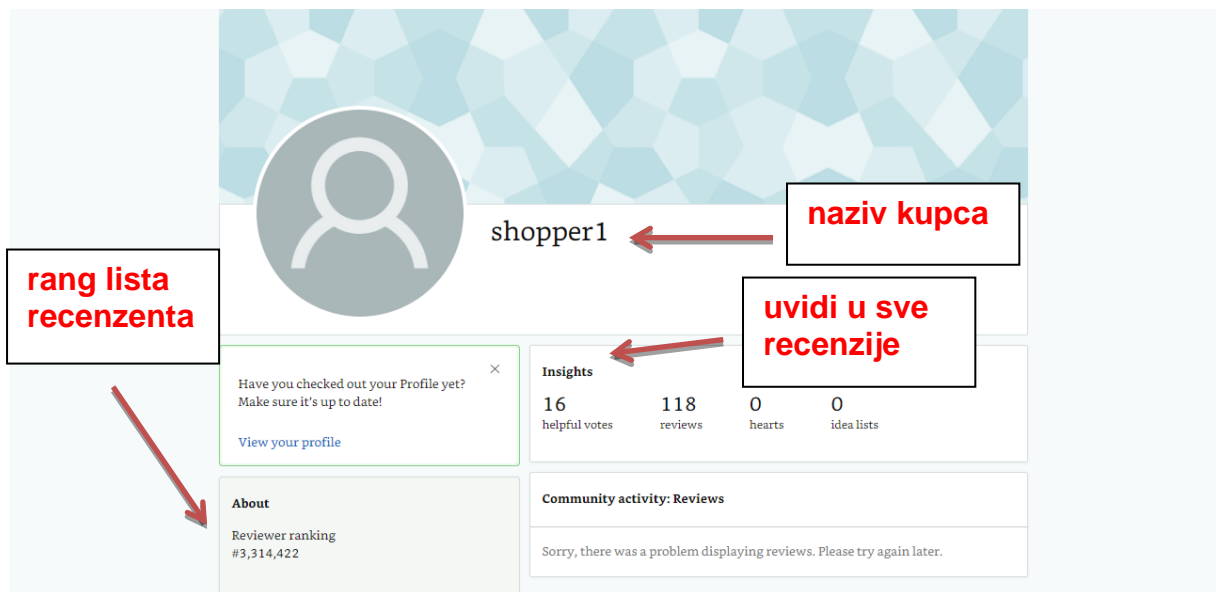 naziv kupca
shopper1
rang lista
recenzenta
uvidi u sve
recenzije
Have you checked out your Profile yet?
Make sure it's up to date!
View your profile
Insights
16 118 0 0
helpful votes reviews hearts idea lists
About
Reviewer ranking
#3,314,422
Community activity: Reviews
Sorry, there was a problem displaying reviews. Please try again later.